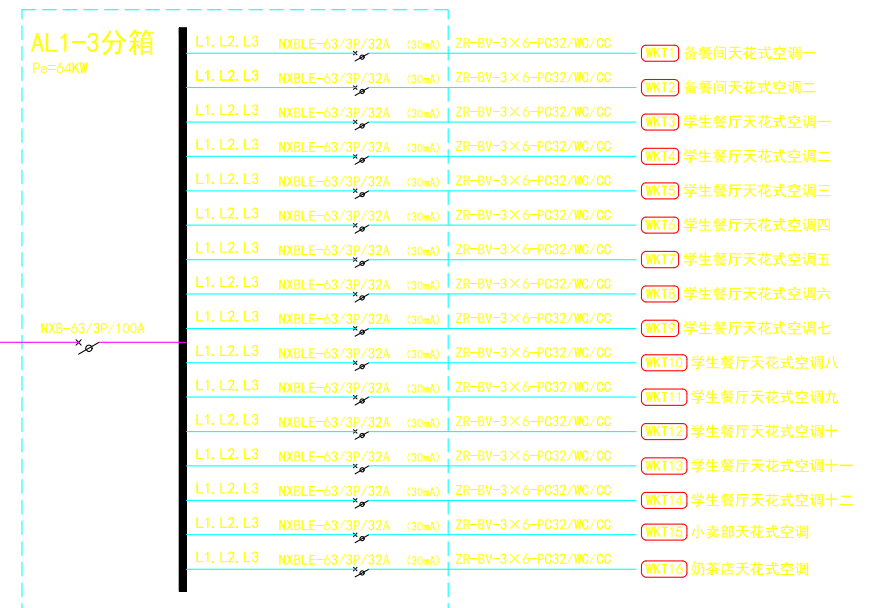 AL1-3分箱
Pe=64KW
NXB-63/3P/100A
L1. L2. L3 NXBLE-63/3P/32A (30mA) ZR-BV-3×6-PC32/WC/CC WKT1 备餐间天花式空调一
L1. L2. L3 NXBLE-63/3P/32A (30mA) ZR-BV-3×6-PC32/WC/CC WKT2 备餐间天花式空调二
L1. L2. L3 NXBLE-63/3P/32A (30mA) ZR-BV-3×6-PC32/WC/CC WKT3 学生餐厅天花式空调一
L1. L2. L3 NXBLE-63/3P/32A (30mA) ZR-BV-3×6-PC32/WC/CC WKT4 学生餐厅天花式空调二
L1. L2. L3 NXBLE-63/3P/32A (30mA) ZR-BV-3×6-PC32/WC/CC WKT5 学生餐厅天花式空调三
L1. L2. L3 NXBLE-63/3P/32A (30mA) ZR-BV-3×6-PC32/WC/CC WKT6 学生餐厅天花式空调四
L1. L2. L3 NXBLE-63/3P/32A (30mA) ZR-BV-3×6-PC32/WC/CC WKT7 学生餐厅天花式空调五
L1. L2. L3 NXBLE-63/3P/32A (30mA) ZR-BV-3×6-PC32/WC/CC WKT8 学生餐厅天花式空调六
L1. L2. L3 NXBLE-63/3P/32A (30mA) ZR-BV-3×6-PC32/WC/CC WKT9 学生餐厅天花式空调七
L1. L2. L3 NXBLE-63/3P/32A (30mA) ZR-BV-3×6-PC32/WC/CC WKT10 学生餐厅天花式空调八
L1. L2. L3 NXBLE-63/3P/32A (30mA) ZR-BV-3×6-PC32/WC/CC WKT11 学生餐厅天花式空调九
L1. L2. L3 NXBLE-63/3P/32A (30mA) ZR-BV-3×6-PC32/WC/CC WKT12 学生餐厅天花式空调十
L1. L2. L3 NXBLE-63/3P/32A (30mA) ZR-BV-3×6-PC32/WC/CC WKT13 学生餐厅天花式空调十一
L1. L2. L3 NXBLE-63/3P/32A (30mA) ZR-BV-3×6-PC32/WC/CC WKT14 学生餐厅天花式空调十二
L1. L2. L3 NXBLE-63/3P/32A (30mA) ZR-BV-3×6-PC32/WC/CC WKT15 小卖部天花式空调
L1. L2. L3 NXBLE-63/3P/32A (30mA) ZR-BV-3×6-PC32/WC/CC WKT16 奶茶店天花式空调